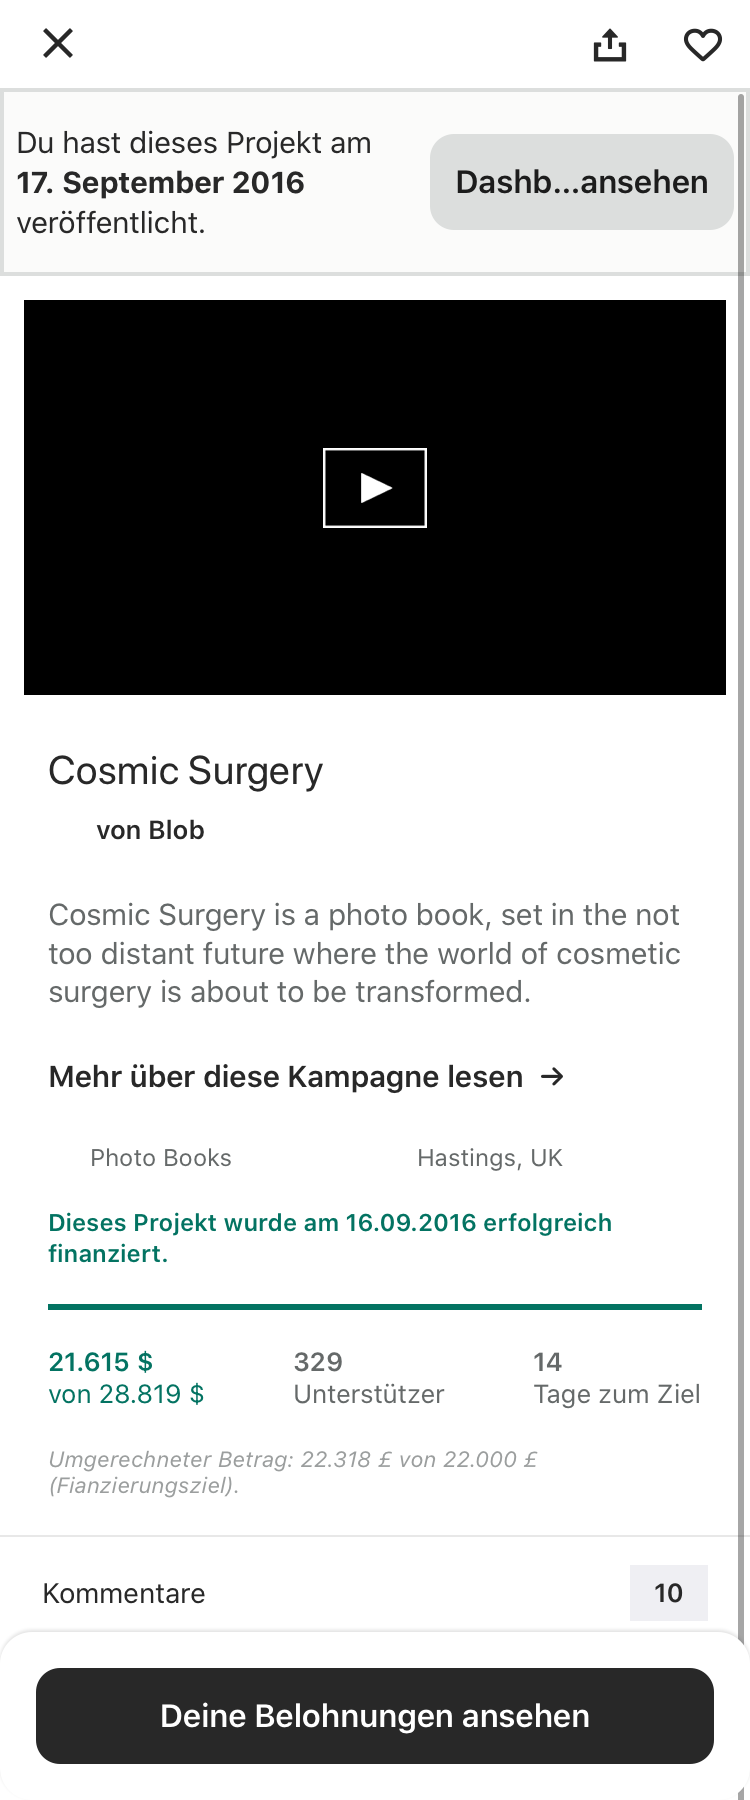 Du hast dieses Projekt am
17. September 2016
veröffentlicht.
Dashb...ansehen
Cosmic Surgery
von Blob
Cosmic Surgery is a photo book, set in the not
too distant future where the world of cosmetic
surgery is about to be transformed.
Mehr über diese Kampagne lesen →
Photo Books
Hastings, UK
Dieses Projekt wurde am 16.09.2016 erfolgreich
finanziert.
21.615 $
von 28.819 $
329
Unterstützer
14
Tage zum Ziel
Umgerechneter Betrag: 22.318 £ von 22.000 £
(Fianzierungsziel).
Kommentare
10
Deine Belohnungen ansehen